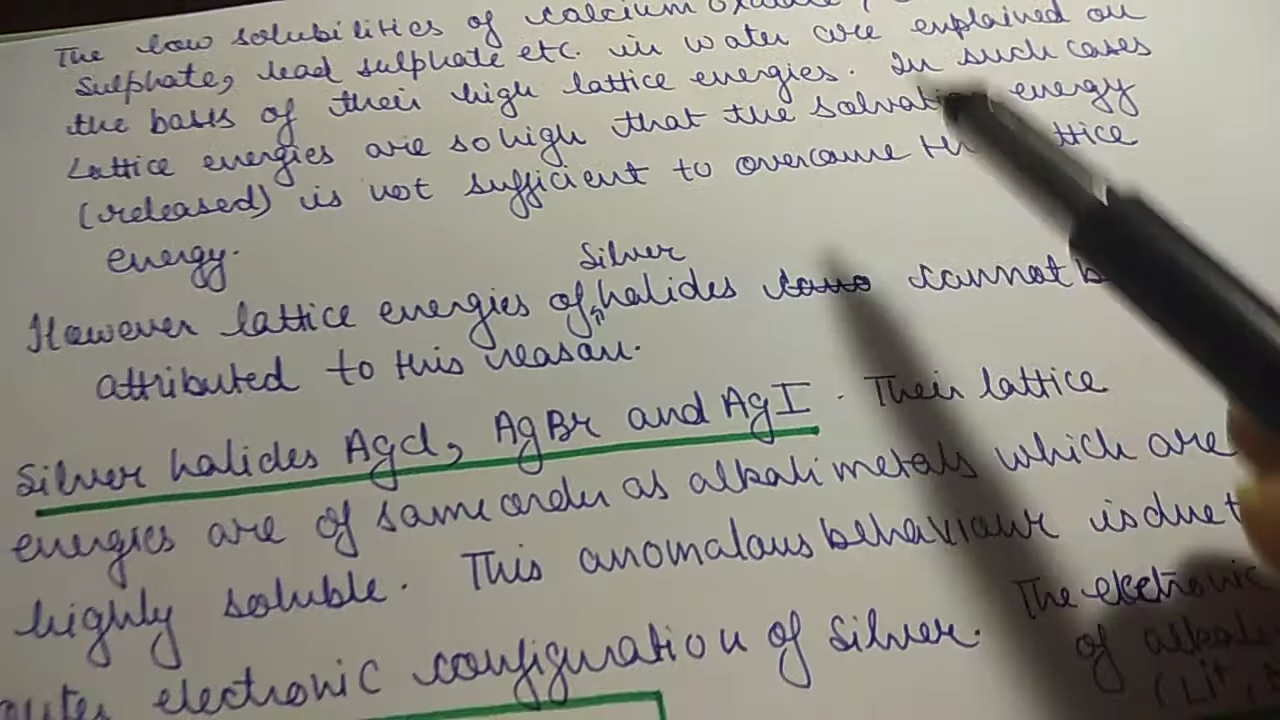 The low solubilities of calcium
Sulphate, lead sulphate etc. in water are explained on
the basis of their high lattice energies. In such cases
Lattice energies are so high that the energy
(released) is not sufficient to overcome
energy.
Silver
However lattice energies of halides cannot
attributed to this reason.
Silver halides AgCl, AgBr and AgI. Their lattice
energies are of same order as alkali metals which are
highly soluble. This anomalous behaviour is due
electronic configuration of silver. The electronic
of alkali
(Li+,